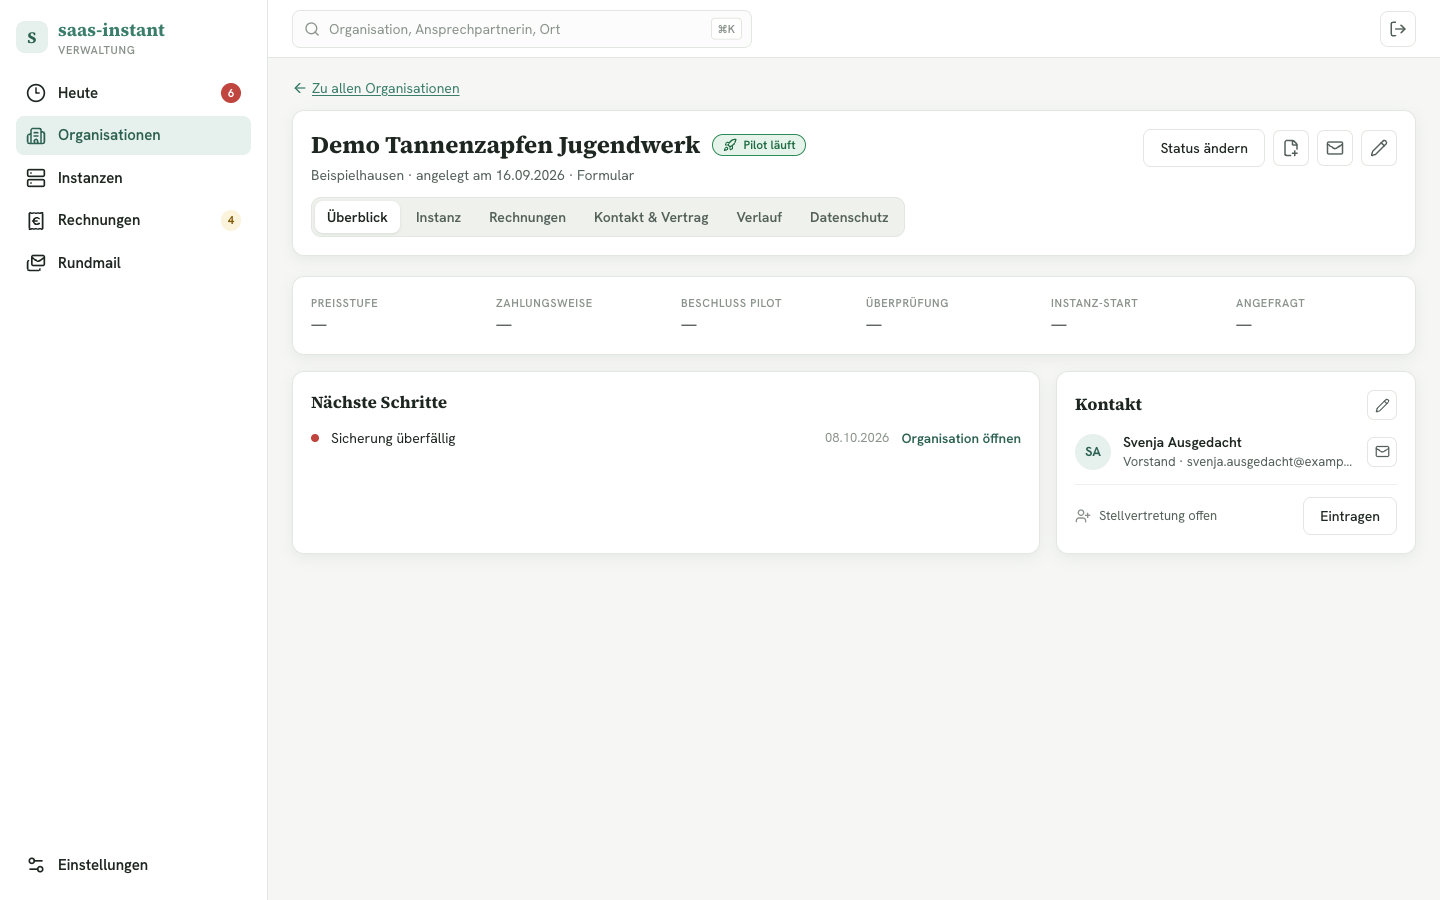 S
saas-instant
VERWALTUNG
Heute
6
Organisationen
Instanzen
Rechnungen
4
Rundmail
Einstellungen
Organisation, Ansprechpartnerin, Ort
⌘K
Zu allen Organisationen
Demo Tannenzapfen Jugendwerk
Pilot läuft
Status ändern
Beispielhausen · angelegt am 16.09.2026 · Formular
Überblick
Instanz
Rechnungen
Kontakt & Vertrag
Verlauf
Datenschutz
PREISSTUFE
—
ZAHLUNGSWEISE
—
BESCHLUSS PILOT
—
ÜBERPRÜFUNG
—
INSTANZ-START
—
ANGEFRAGT
—
Nächste Schritte
Sicherung überfällig
08.10.2026
Organisation öffnen
Kontakt
SA
Svenja Ausgedacht
Vorstand · svenja.ausgedacht@examp...
Stellvertretung offen
Eintragen